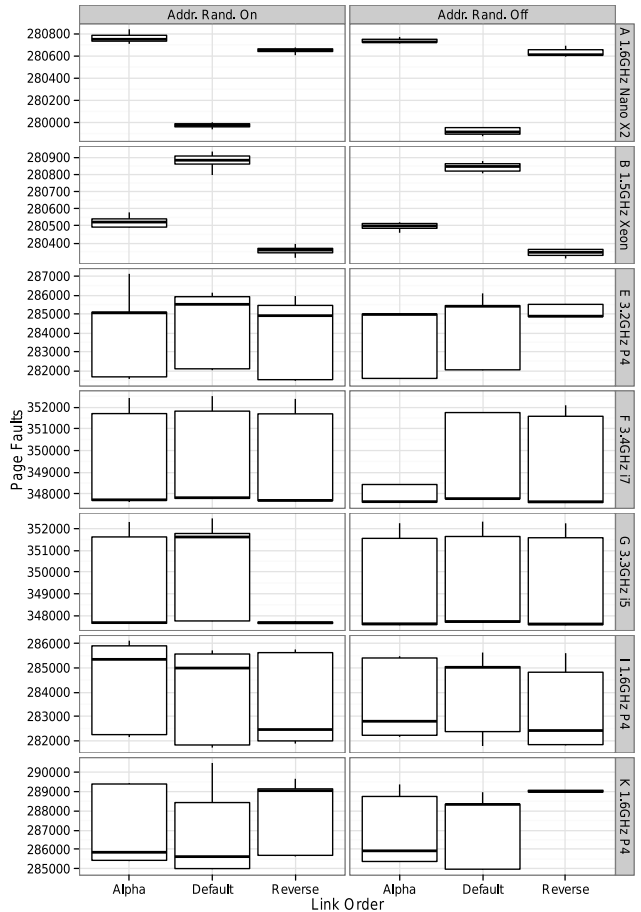 Addr. Rand. On
Addr. Rand. Off
280800
280600
280400
280200
280000
A 1.6GHz Nano X2
280900
280800
280700
280600
280500
280400
B 1.5GHz Xeon
287000
286000
285000
284000
283000
282000
E 3.2GHz P4
352000
351000
350000
349000
348000
F 3.4GHz i7
352000
351000
350000
349000
348000
G 3.3GHz i5
286000
285000
284000
283000
282000
I 1.6GHz P4
290000
289000
288000
287000
286000
285000
K 1.6GHz P4
Page Faults
Alpha
Default
Reverse
Alpha
Default
Reverse
Link Order